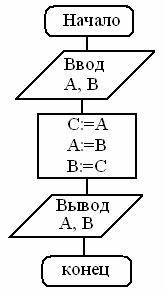 Начало
Ввод
А, В
C:=A
A:=B
B:=C
Вывод
А, В
конец